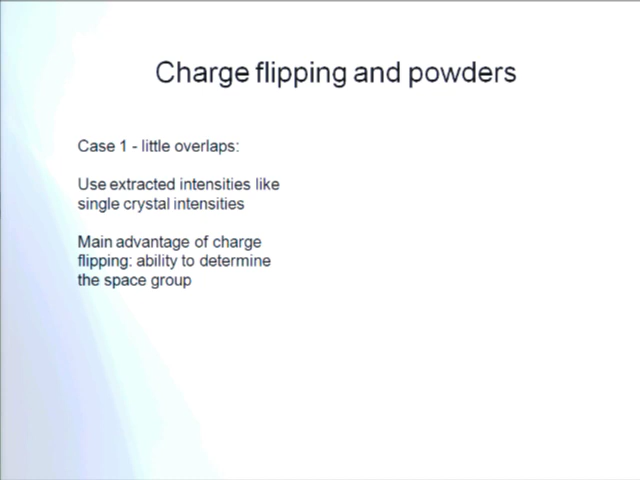 Charge flipping and powders
Case 1 - little overlaps:
Use extracted intensities like
single crystal intensities
Main advantage of charge
flipping: ability to determine
the space group